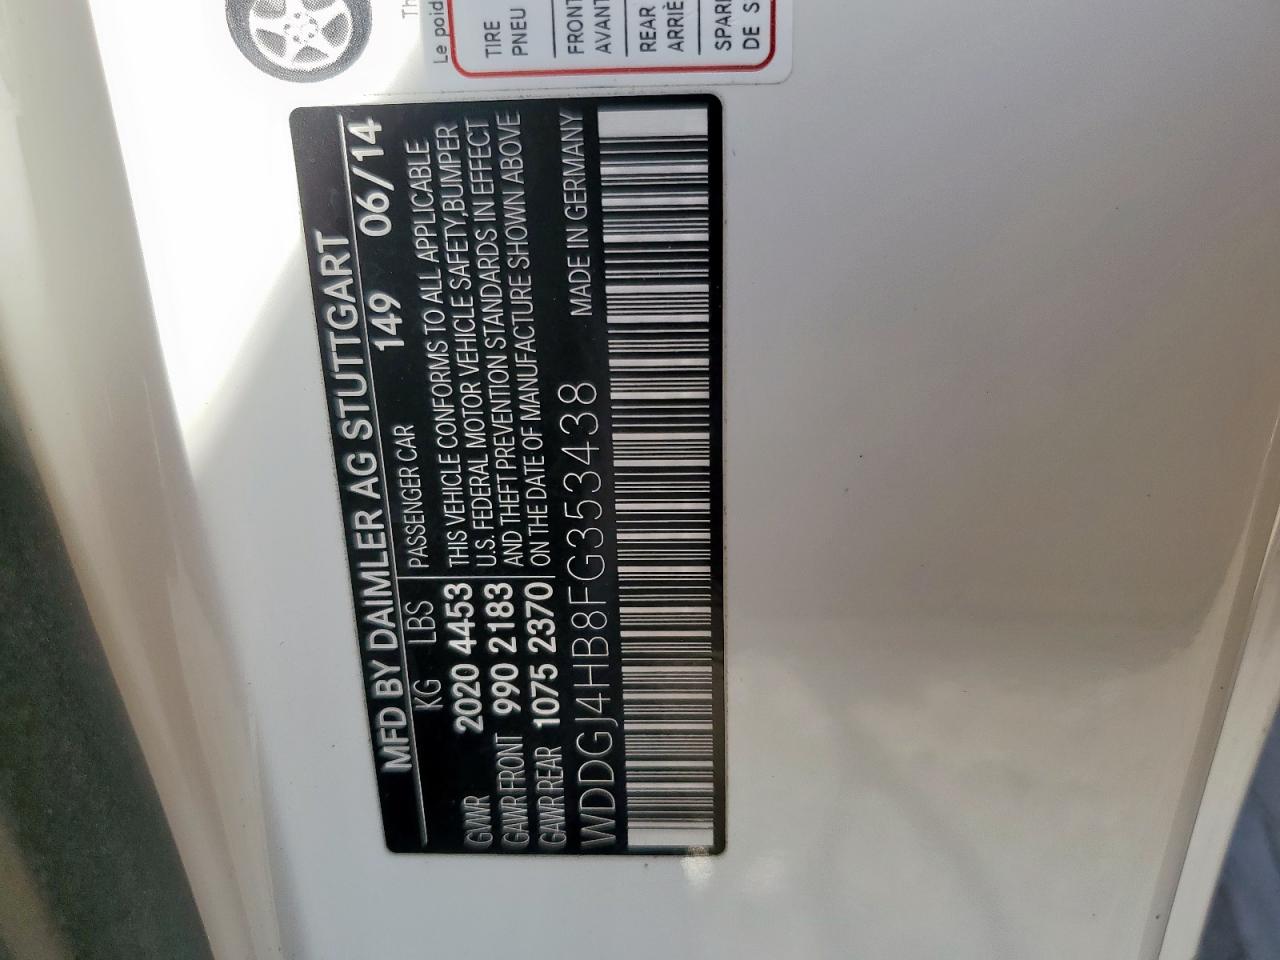 Th
Le poid
TIRE
PNEU
FRONT
AVANT
REAR
ARRIÈ
SPAR
DE S
MFD BY DAIMLER AG STUTTGART
KG LBS PASSENGER CAR 149 06/14
GVWR 2020 4453 THIS VEHICLE CONFORMS TO ALL APPLICABLE
GAWR FRONT 990 2183 U.S. FEDERAL MOTOR VEHICLE SAFETY,BUMPER
GAWR REAR 1075 2370 AND THEFT PREVENTION STANDARDS IN EFFECT
ON THE DATE OF MANUFACTURE SHOWN ABOVE
WDDGJ4HB8FG353438 MADE IN GERMANY